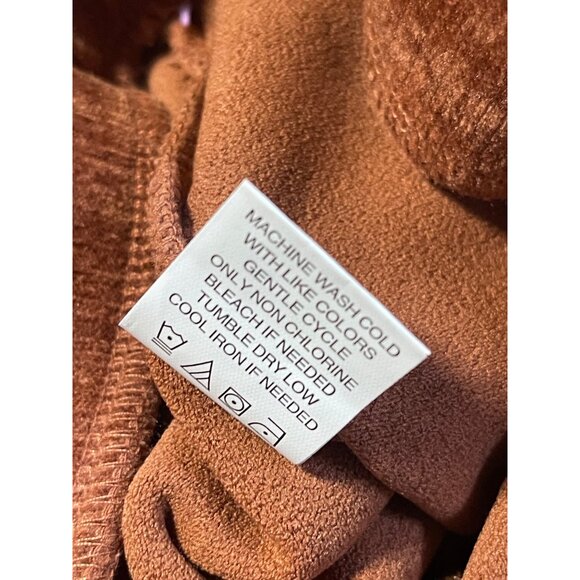 MACHINE WASH COLD
WITH LIKE COLORS
GENTLE CYCLE
ONLY NON CHLORINE
BLEACH IF NEEDED
TUMBLE DRY LOW
COOL IRON IF NEEDED